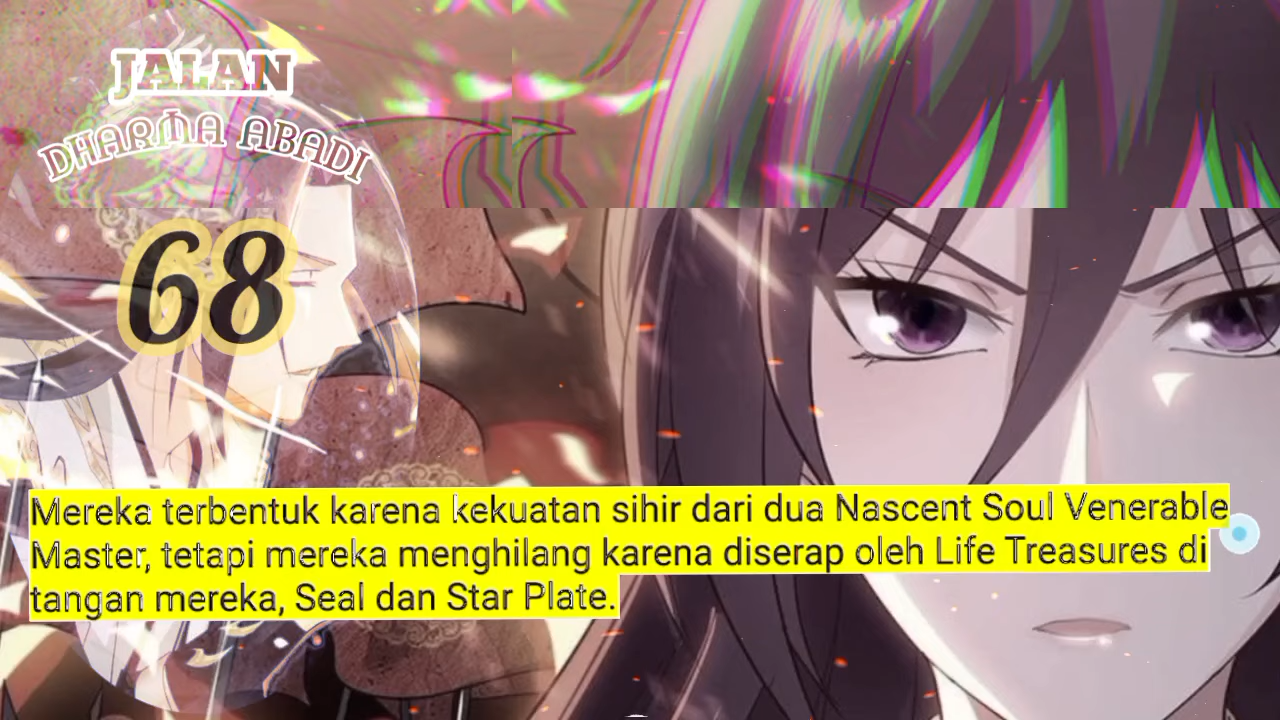 JALAN
DHARMA ABADI
68
Mereka terbentuk karena kekuatan sihir dari dua Nascent Soul Venerable
Master, tetapi mereka menghilang karena diserap oleh Life Treasures di
tangan mereka, Seal dan Star Plate.